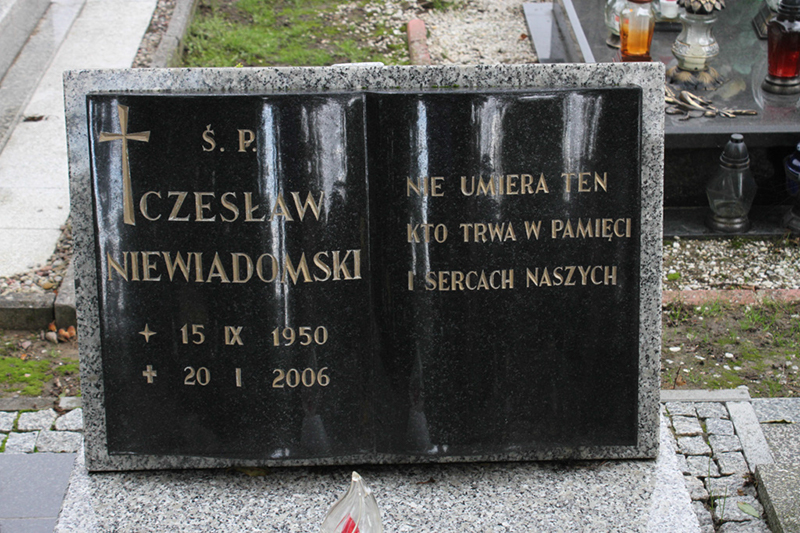 Ś. P.
CZESŁAW
NIEWIADOMSKI
15 IX 1950
20 I 2006
NIE UMIERA TEN
KTO TRWA W PAMIĘCI
I SERCACH NASZYCH